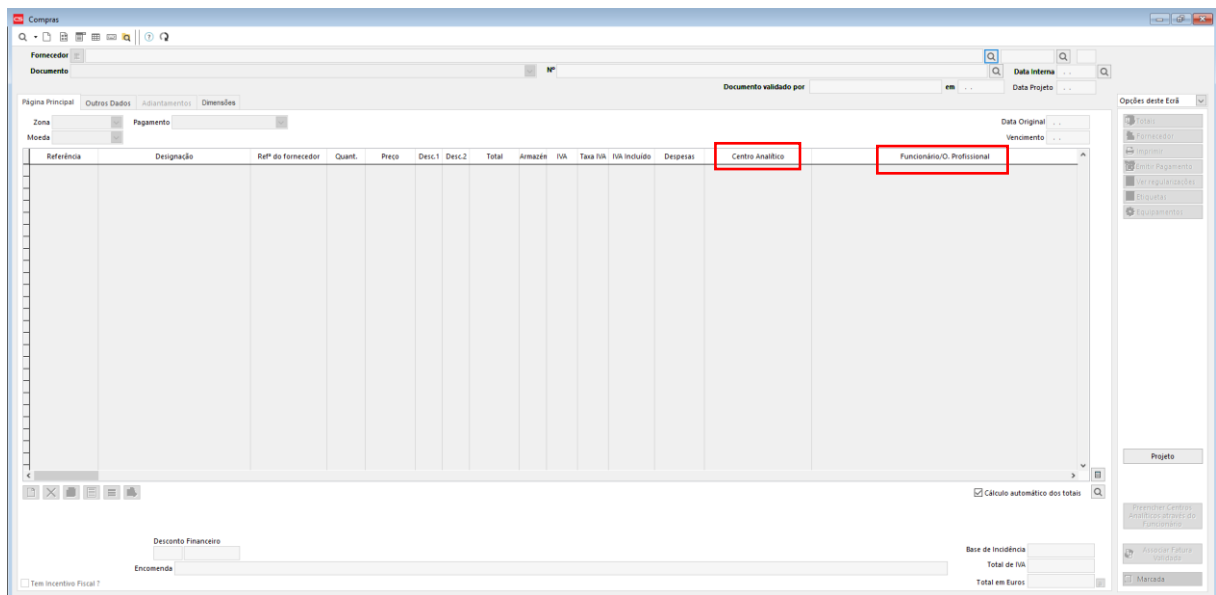 CS Compras
Fornecedor
Documento Nº Data Interna
Documento validado por em Data Projeto
Página Principal Outros Dados Adiantamentos Dimensões Opções deste Ecrã
Zona Pagamento Data Original
Moeda Vencimento
Referência Designação Refª do fornecedor Quant. Preço Desc.1 Desc.2 Total Armazén IVA Taxa IVA IVA Incluído Despesas Centro Analítico Funcionário/O. Profissional
Totais
Fornecedor
Imprimir
Emitir Pagamento
Ver regularizações
Etiquetas
Equipamentos
Projeto
Cálculo automático dos totais
Preencher Centros
Analíticos através do
Funcionário
Desconto Financeiro
Base de Incidência
Associar Fatura
Validada
Encomenda Total de IVA
Tem Incentivo Fiscal ? Total em Euros Marcada